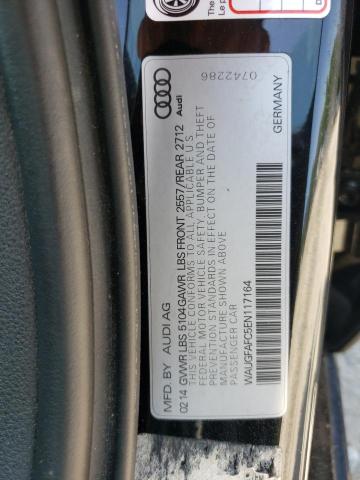 MFD. BY AUDI AG
02 14 GVWR LBS 5104 GAWR LBS FRONT 2557/REAR 2712
THIS VEHICLE CONFORMS TO ALL APPLICABLE U S
FEDERAL MOTOR VEHICLE SAFETY, BUMPER AND THEFT
PREVENTION STANDARDS IN EFFECT ON THE DATE OF
MANUFACTURE SHOWN ABOVE
PASSENGER CAR
WAUGFAFC5EN117164
GERMANY
Audi
0742286
The
Le p